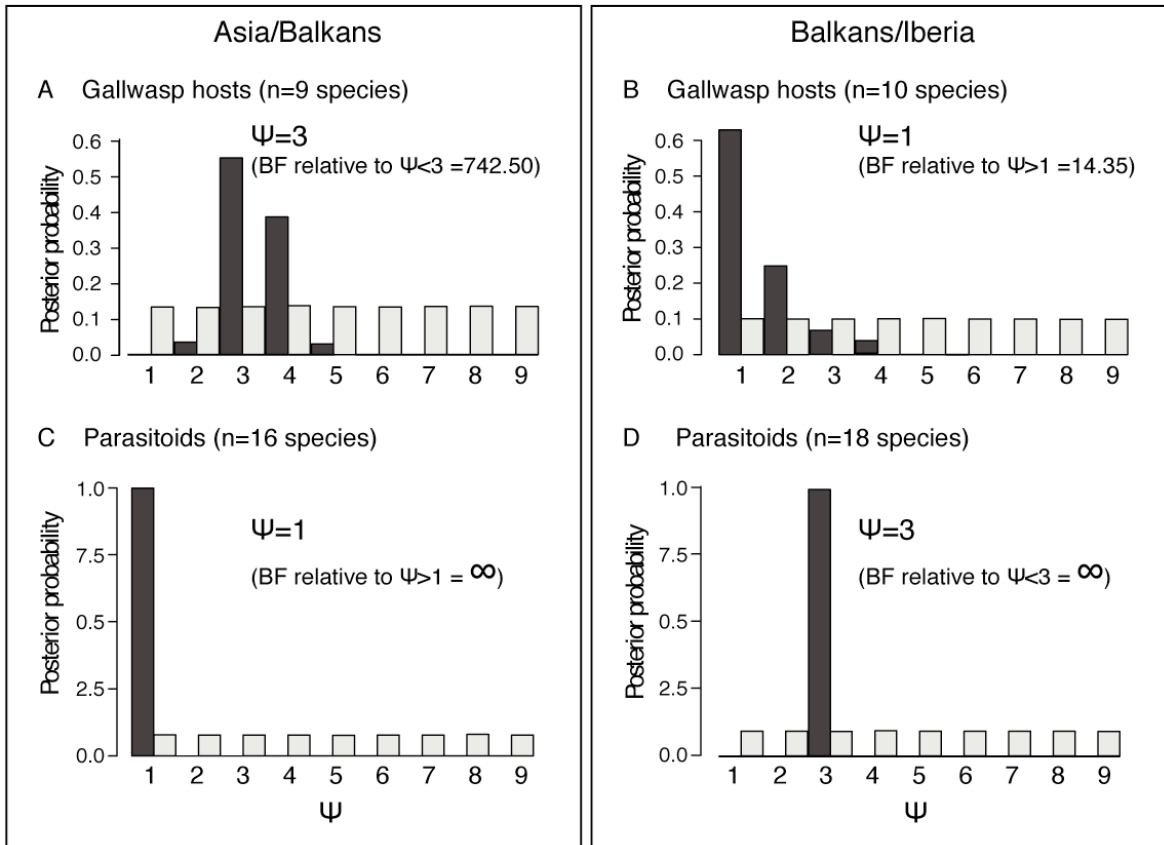 Asia/Balkans
A Gallwasp hosts (n=9 species)
Ψ=3
(BF relative to Ψ<3 =742.50)
Posterior probability
0.6
0.5
0.4
0.3
0.2
0.1
0.0
1 2 3 4 5 6 7 8 9
C Parasitoids (n=16 species)
Ψ=1
(BF relative to Ψ>1 = ∞)
Posterior probability
1.0
7.5
0.5
2.5
0.0
1 2 3 4 5 6 7 8 9
Ψ
Balkans/Iberia
B Gallwasp hosts (n=10 species)
Ψ=1
(BF relative to Ψ>1 =14.35)
Posterior probability
0.6
0.5
0.4
0.3
0.2
0.1
0.0
1 2 3 4 5 6 7 8 9
D Parasitoids (n=18 species)
Ψ=3
(BF relative to Ψ<3 = ∞)
Posterior probability
1.0
7.5
0.5
2.5
0.0
1 2 3 4 5 6 7 8 9
Ψ